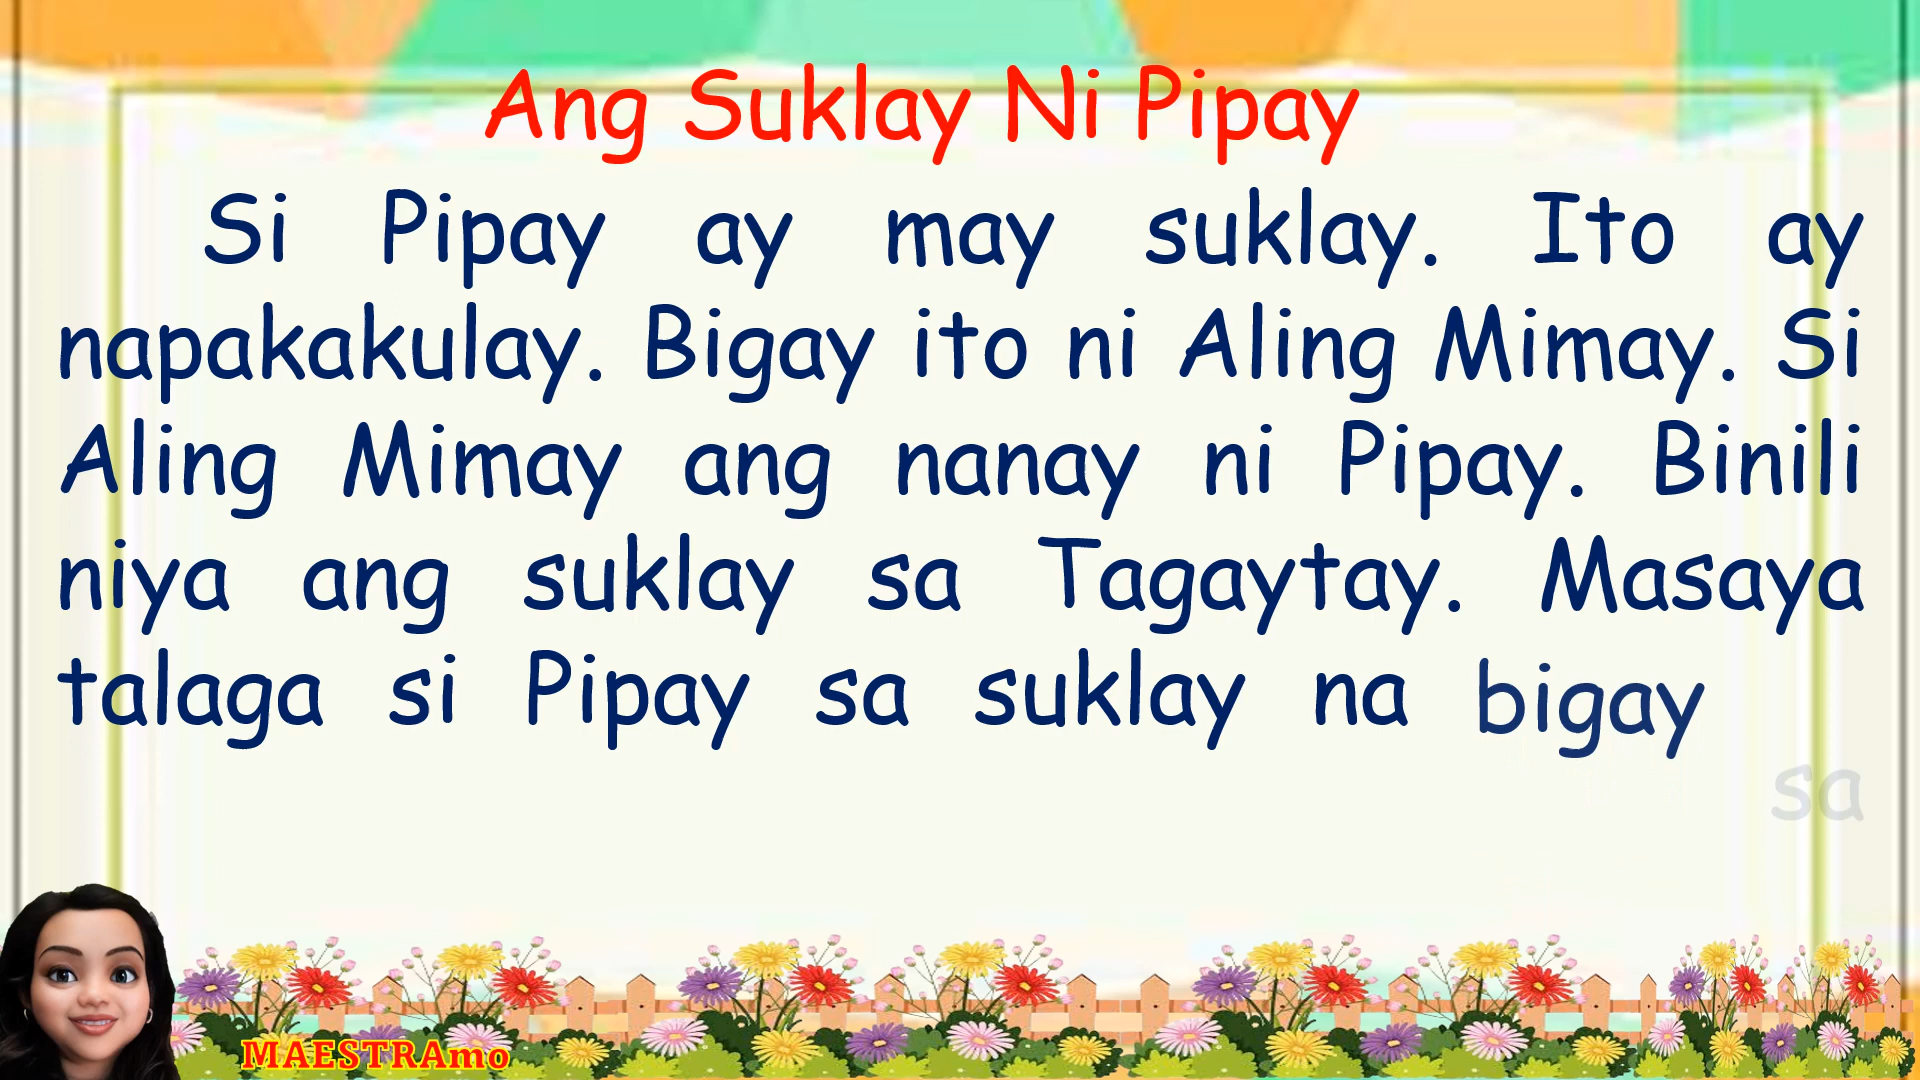 Ang Suklay Ni Pipay
Si Pipay ay may suklay. Ito ay
napakakulay. Bigay ito ni Aling Mimay. Si
Aling Mimay ang nanay ni Pipay. Binili
niya ang suklay sa Tagaytay. Masaya
talaga si Pipay sa suklay na bigay
sa
MAESTRAmo